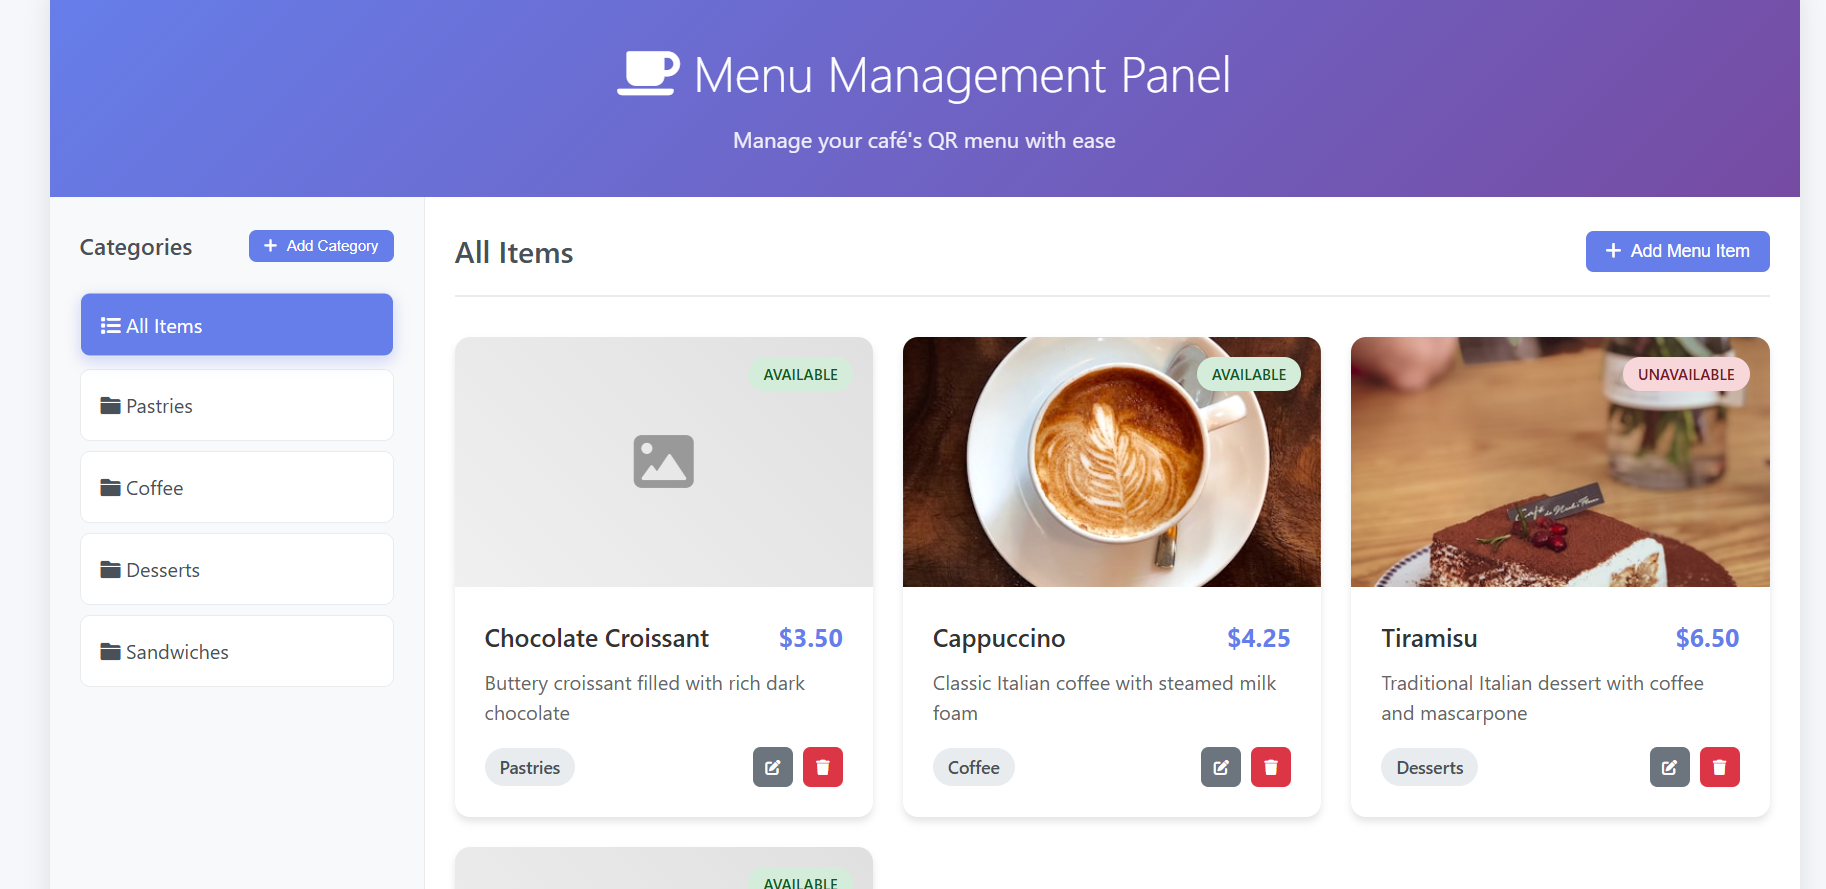 Menu Management Panel
Manage your café's QR menu with ease
Categories
Add Category
All Items
Pastries
Coffee
Desserts
Sandwiches
All Items
Add Menu Item
AVAILABLE
Chocolate Croissant $3.50
Buttery croissant filled with rich dark
chocolate
Pastries
AVAILABLE
Cappuccino $4.25
Classic Italian coffee with steamed milk
foam
Coffee
UNAVAILABLE
Café
Tiramisu $6.50
Traditional Italian dessert with coffee
and mascarpone
Desserts
AVAILABLE